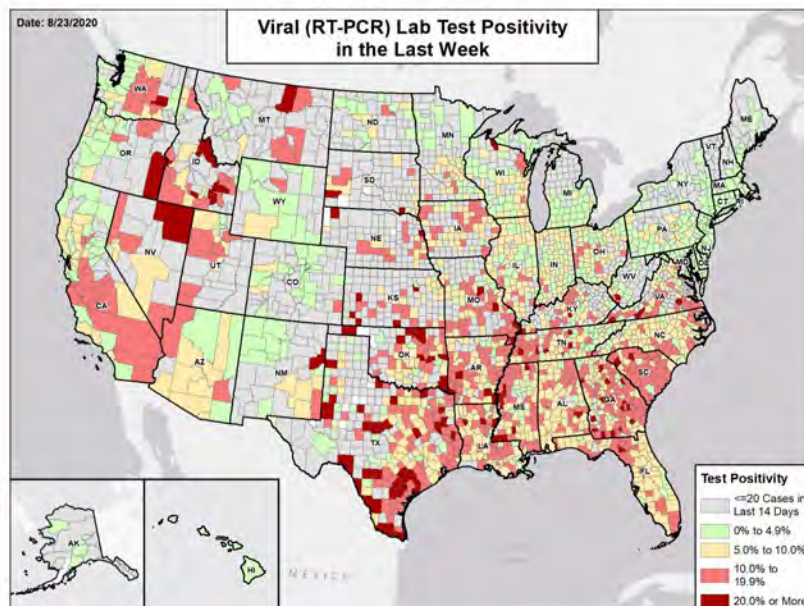 Date: 8/23/2020
Viral (RT-PCR) Lab Test Positivity
in the Last Week
WA
MT
ND
MN
ME
OR
ID
SD
WI
VT
NH
NY
MA
CT
RI
WY
MI
IA
PA
NJ
NE
NV
UT
IL
IN
OH
MD
DE
CO
WV
CA
KS
MO
KY
VA
AZ
NM
OK
TN
NC
AR
SC
MS
AL
GA
TX
LA
FL
AK
HI
MEXICO
Test Positivity
<=20 Cases in
Last 14 Days
0% to 4.9%
5.0% to 10.0%
10.0% to
19.9%
20.0% or More